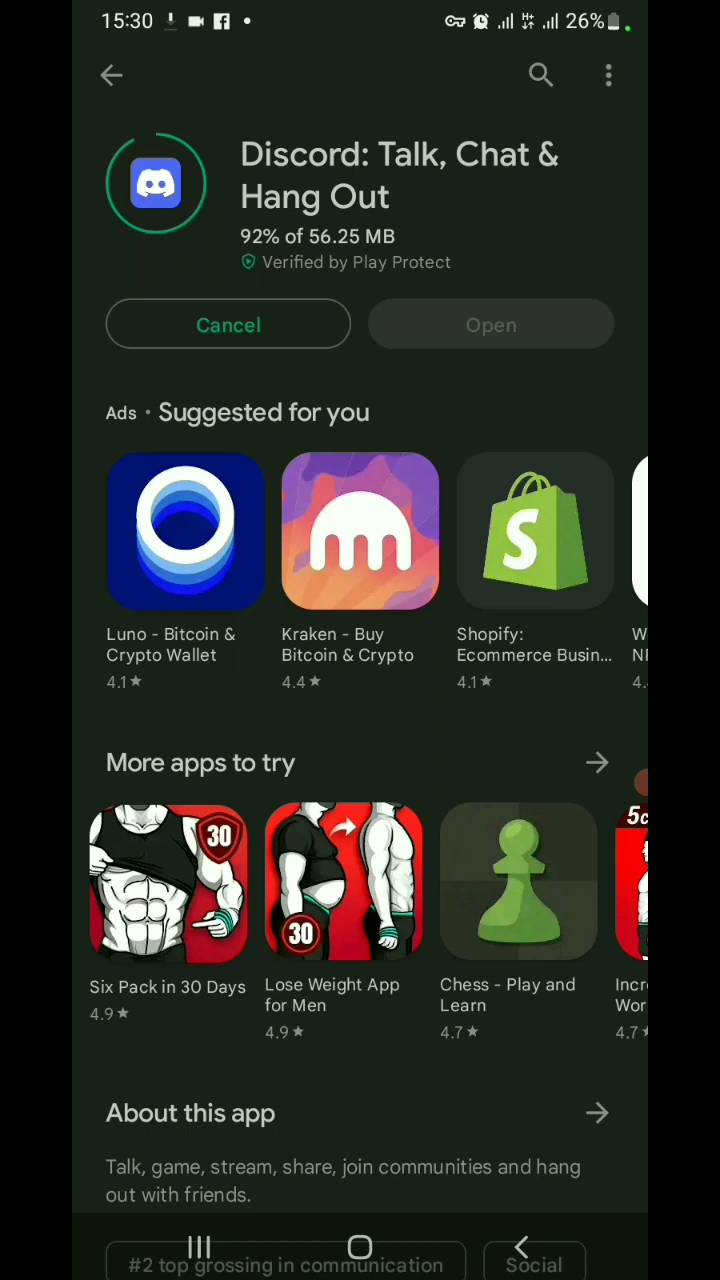 15:30
26%
Discord: Talk, Chat &
Hang Out
92% of 56.25 MB
Verified by Play Protect
Cancel
Open
Ads • Suggested for you
S
Luno - Bitcoin &
Crypto Wallet
4.1★
Kraken - Buy
Bitcoin & Crypto
4.4★
Shopify:
Ecommerce Busin...
4.1★
W
4.
More apps to try
30
30
5c
Six Pack in 30 Days
4.9★
Lose Weight App
for Men
4.9★
Chess - Play and
Learn
4.7★
Incr
Wor
4.7
About this app
Talk, game, stream, share, join communities and hang
out with friends.
#2 top grossing in communication
Social